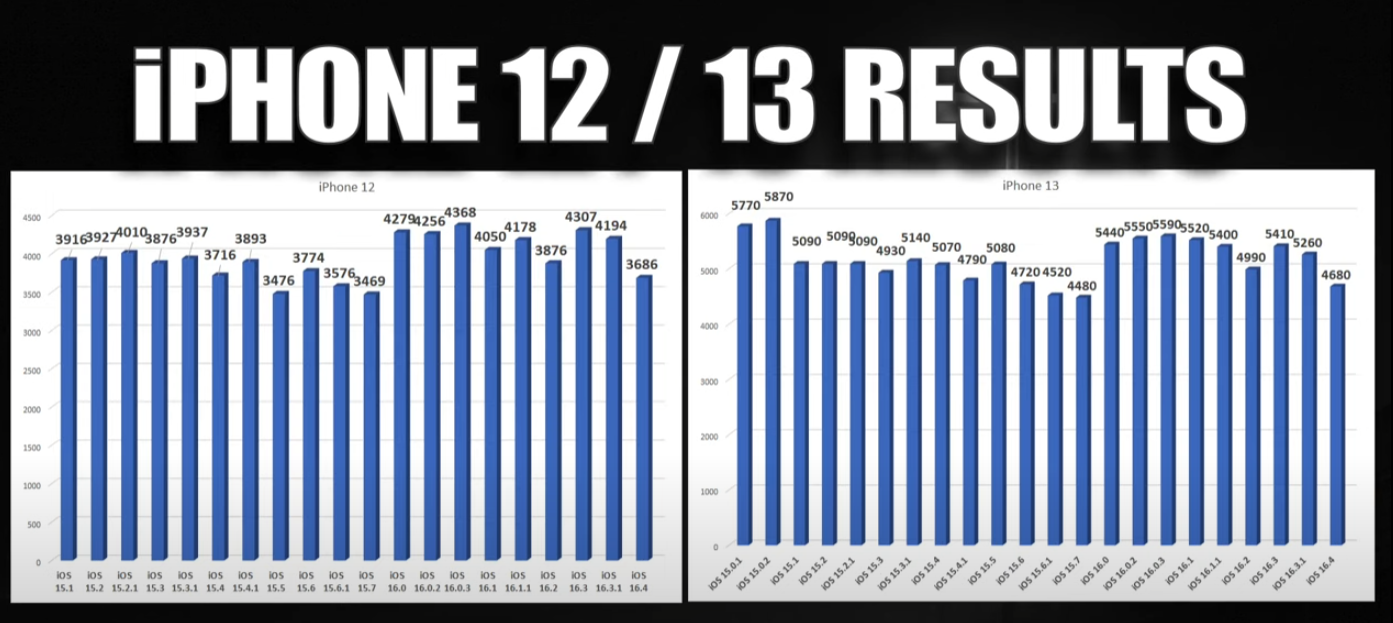 iPHONE 12 / 13 RESULTS
iPhone 12
4500
4000
3500
3000
2500
2000
1500
1000
500
0
3916 3927 4010 3876 3937 3716 3893 3476 3774 3576 3469 4279 4256 4368 4050 4178 3876 4307 4194 3686
iOS 15.1
iOS 15.2
iOS 15.2.1
iOS 15.3
iOS 15.3.1
iOS 15.4
iOS 15.4.1
iOS 15.5
iOS 15.6
iOS 15.6.1
iOS 15.7
iOS 16.0
iOS 16.0.2
iOS 16.0.3
iOS 16.1
iOS 16.1.1
iOS 16.2
iOS 16.3
iOS 16.3.1
iOS 16.4
iPhone 13
6000
5000
4000
3000
2000
1000
0
5770 5870 5090 5090 5090 4930 5140 5070 4790 5080 4720 4520 4480 5440 5550 5590 5520 5400 4990 5410 5260 4680
iOS 15.0.1
iOS 15.0.2
iOS 15.1
iOS 15.2
iOS 15.2.1
iOS 15.3
iOS 15.3.1
iOS 15.4
iOS 15.4.1
iOS 15.5
iOS 15.6
iOS 15.6.1
iOS 15.7
iOS 16.0
iOS 16.0.2
iOS 16.0.3
iOS 16.1
iOS 16.1.1
iOS 16.2
iOS 16.3
iOS 16.3.1
iOS 16.4